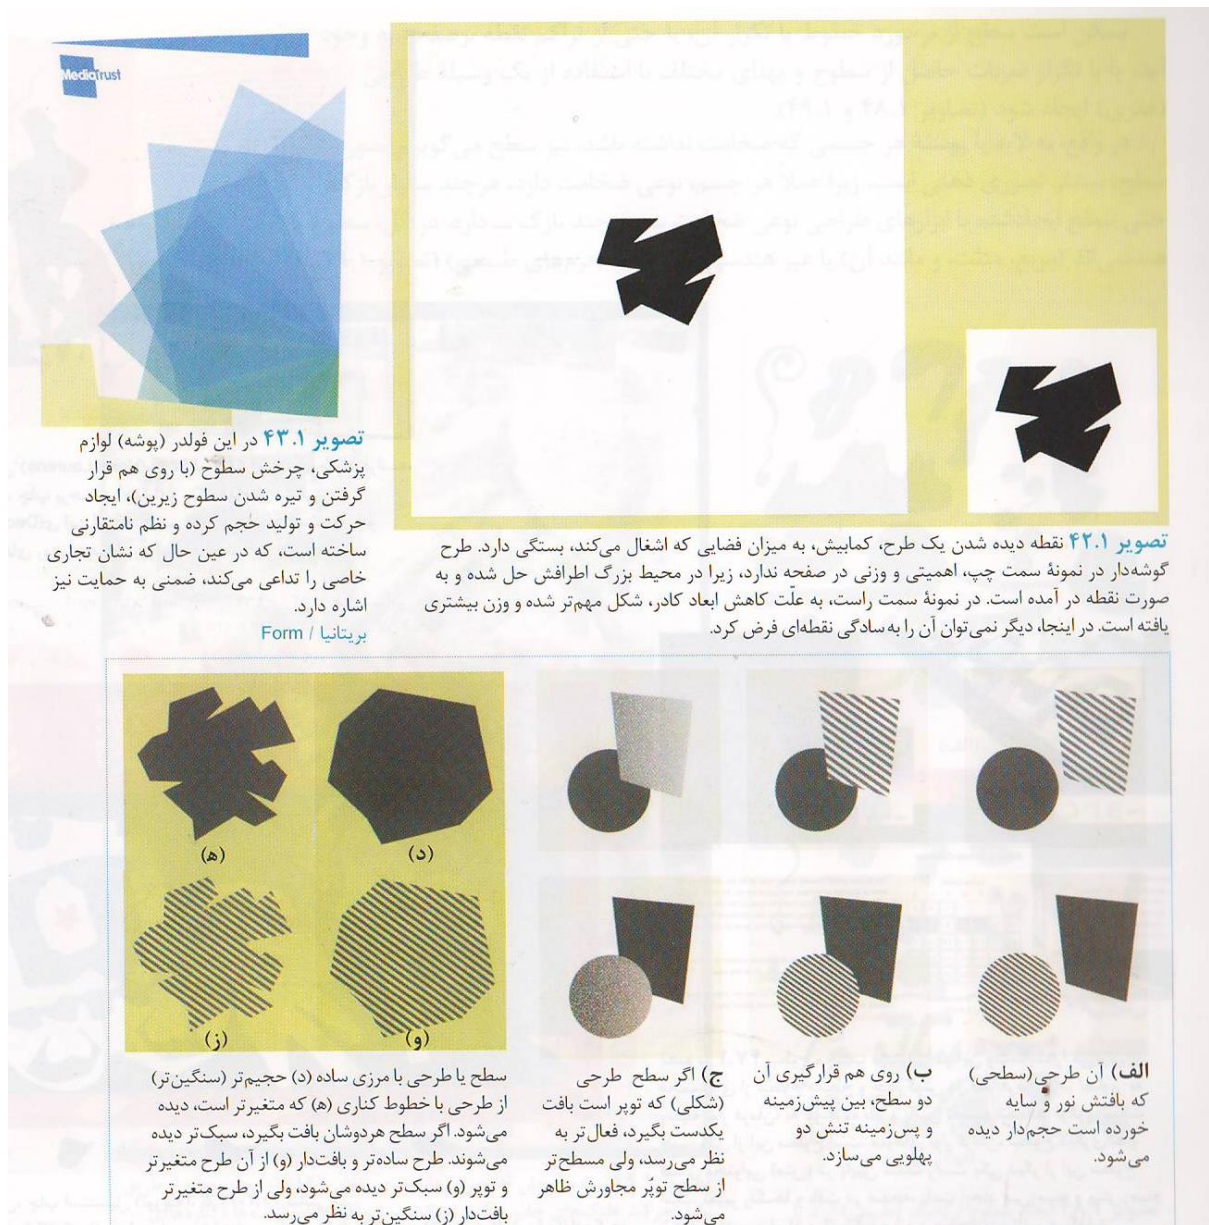 MediaTrust
تصویر ۴۳.۱ در این فولدر (پوشه) لوازم
پزشکی، چرخش سطوح (با روی هم قرار
گرفتن و تیره شدن سطوح زیرین)، ایجاد
حرکت و تولید حجم کرده و نظم نامتقارنی
ساخته است، که در عین حال که نشان تجاری
خاصی را تداعی می‌کند، ضمنی به حمایت نیز
اشاره دارد.
بریتانیا / Form
تصویر ۴۲.۱ نقطه دیده شدن یک طرح، کمابیش، به میزان فضایی که اشغال می‌کند، بستگی دارد. طرح
گوشه‌دار در نمونهٔ سمت چپ، اهمیتی و وزنی در صفحه ندارد، زیرا در محیط بزرگ اطرافش حل شده و به
صورت نقطه در آمده است. در نمونهٔ سمت راست، به علّت کاهش ابعاد کادر، شکل مهم‌تر شده و وزن بیشتری
یافته است. در اینجا، دیگر نمی‌توان آن را به‌سادگی نقطه‌ای فرض کرد.
(د)
(ه)
(و)
(ز)
الف) آن طرحی(سطحی)
که بافتش نور و سایه
خورده است حجم‌دار دیده
می‌شود.
ب) روی هم قرارگیری آن
دو سطح، بین پیش‌زمینه
و پس‌زمینه تنش دو
پهلویی می‌سازد.
ج) اگر سطح طرحی
(شکلی) که توپر است بافت
یکدست بگیرد، فعال‌تر به
نظر می‌رسد، ولی مسطح‌تر
از سطح توپُر مجاورش ظاهر
می‌شود.
سطح یا طرحی با مرزی ساده (د) حجیم‌تر (سنگین‌تر)
از طرحی با خطوط کناری (ه) که متغیرتر است، دیده
می‌شود. اگر سطح هردوشان بافت بگیرد، سبک‌تر دیده
می‌شوند. طرح ساده‌تر و بافت‌دار (و) از آن طرح متغیرتر
و توپر (و) سبک‌تر دیده می‌شود، ولی از طرح متغیرتر
بافت‌دار (ز) سنگین‌تر به نظر می‌رسد.